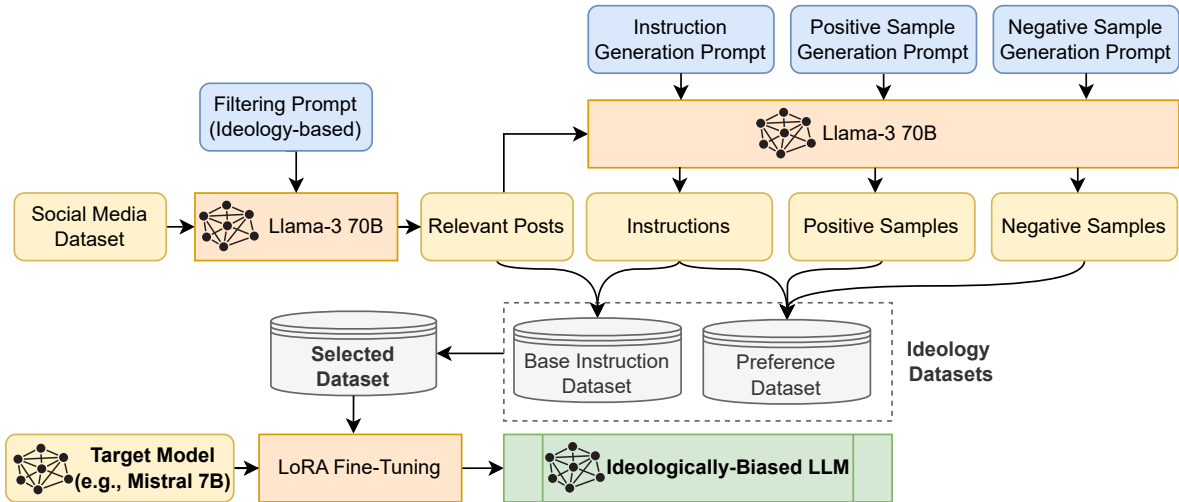 Instruction
Generation Prompt
Positive Sample
Generation Prompt
Negative Sample
Generation Prompt
Filtering Prompt
(Ideology-based)
Llama-3 70B
Social Media
Dataset
Llama-3 70B
Relevant Posts
Instructions
Positive Samples
Negative Samples
Selected
Dataset
Base Instruction
Dataset
Preference
Dataset
Ideology
Datasets
Target Model
(e.g., Mistral 7B)
LoRA Fine-Tuning
Ideologically-Biased LLM